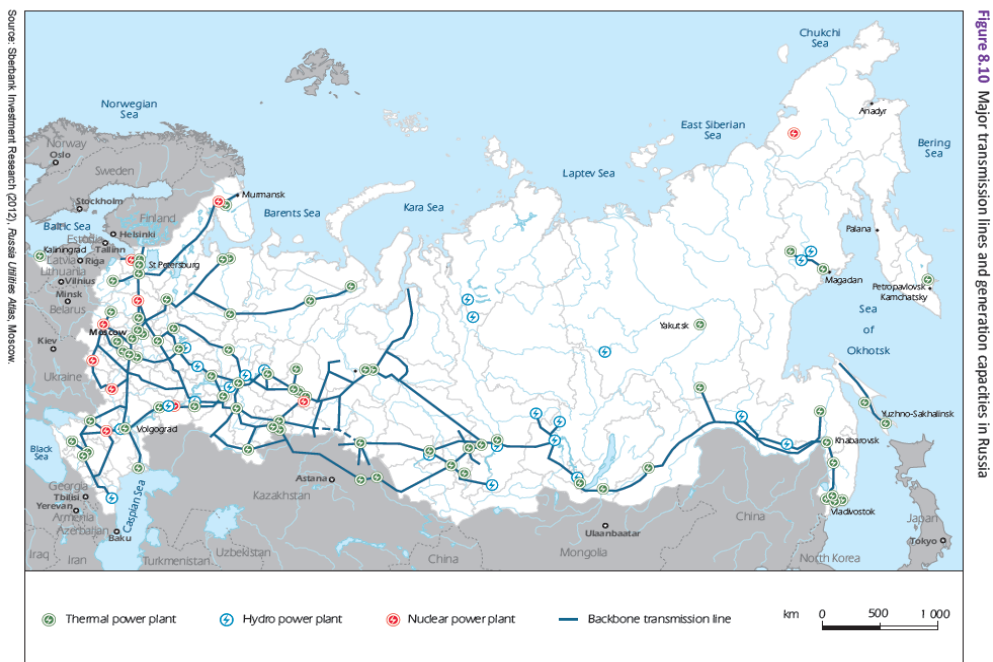 Figure 8.10 Major transmission lines and generation capacities in Russia
Chukchi
Sea
Anadyr
Norwegian
Sea
East Siberian
Sea
Bering
Sea
Norway
Oslo
Sweden
Laptev Sea
Murmansk
Stockholm
Kara Sea
Barents Sea
Finland
Baltic Sea
Helsinki
Palana
Estonia
Tallinn
Kaliningrad
Latvia
Riga
St Petersburg
Lithuania
Vilnius
Magadan
Petropavlovsk
Kamchatsky
Minsk
Belarus
Sea
of
Okhotsk
Yakutsk
Moscow
Kiev
Ukraine
Yuzhno-Sakhalinsk
Volgograd
Khabarovsk
Black
Sea
Astana
Georgia
Tbilisi
Yerevan
Armenia
Azerbaijan
Baku
Caspian Sea
Kazakhstan
Vladivostok
China
Japan
Ulaanbaatar
Mongolia
Tokyo
Iraq
Iran
Turkmenistan
Uzbekistan
China
North Korea
Thermal power plant
Hydro power plant
Nuclear power plant
Backbone transmission line
km
0
500
1 000
Source: Sberbank Investment Research (2012), Russia Utilities Atlas, Moscow.